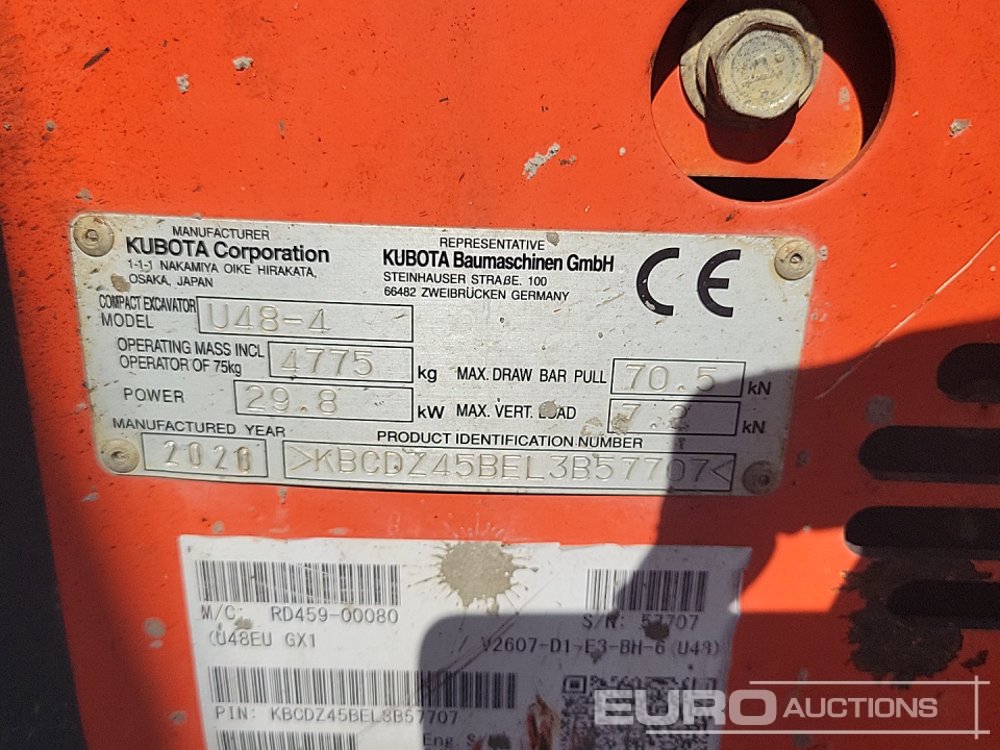 MANUFACTURER
KUBOTA Corporation
1-1-1 NAKAMIYA OIKE HIRAKATA,
OSAKA, JAPAN
REPRESENTATIVE
KUBOTA Baumaschinen GmbH
STEINHAUSER STRAßE. 100
66482 ZWEIBRÜCKEN GERMANY
CE
COMPACT EXCAVATOR
MODEL U48-4
OPERATING MASS INCL
OPERATOR OF 75kg 4775 kg
MAX. DRAW BAR PULL 70.5 kN
POWER 29.8 kW
MAX. VERT. LOAD kN
MANUFACTURED YEAR
2020
PRODUCT IDENTIFICATION NUMBER
>KBCDZ45BEL3B57707<
M/C: RD459-00080
S/N: 57707
(U48EU GX1 / V2607-D1-E3-BH-6 (U48)
PIN: KBCDZ45BEL3B57707
Eng.
EURO AUCTIONS